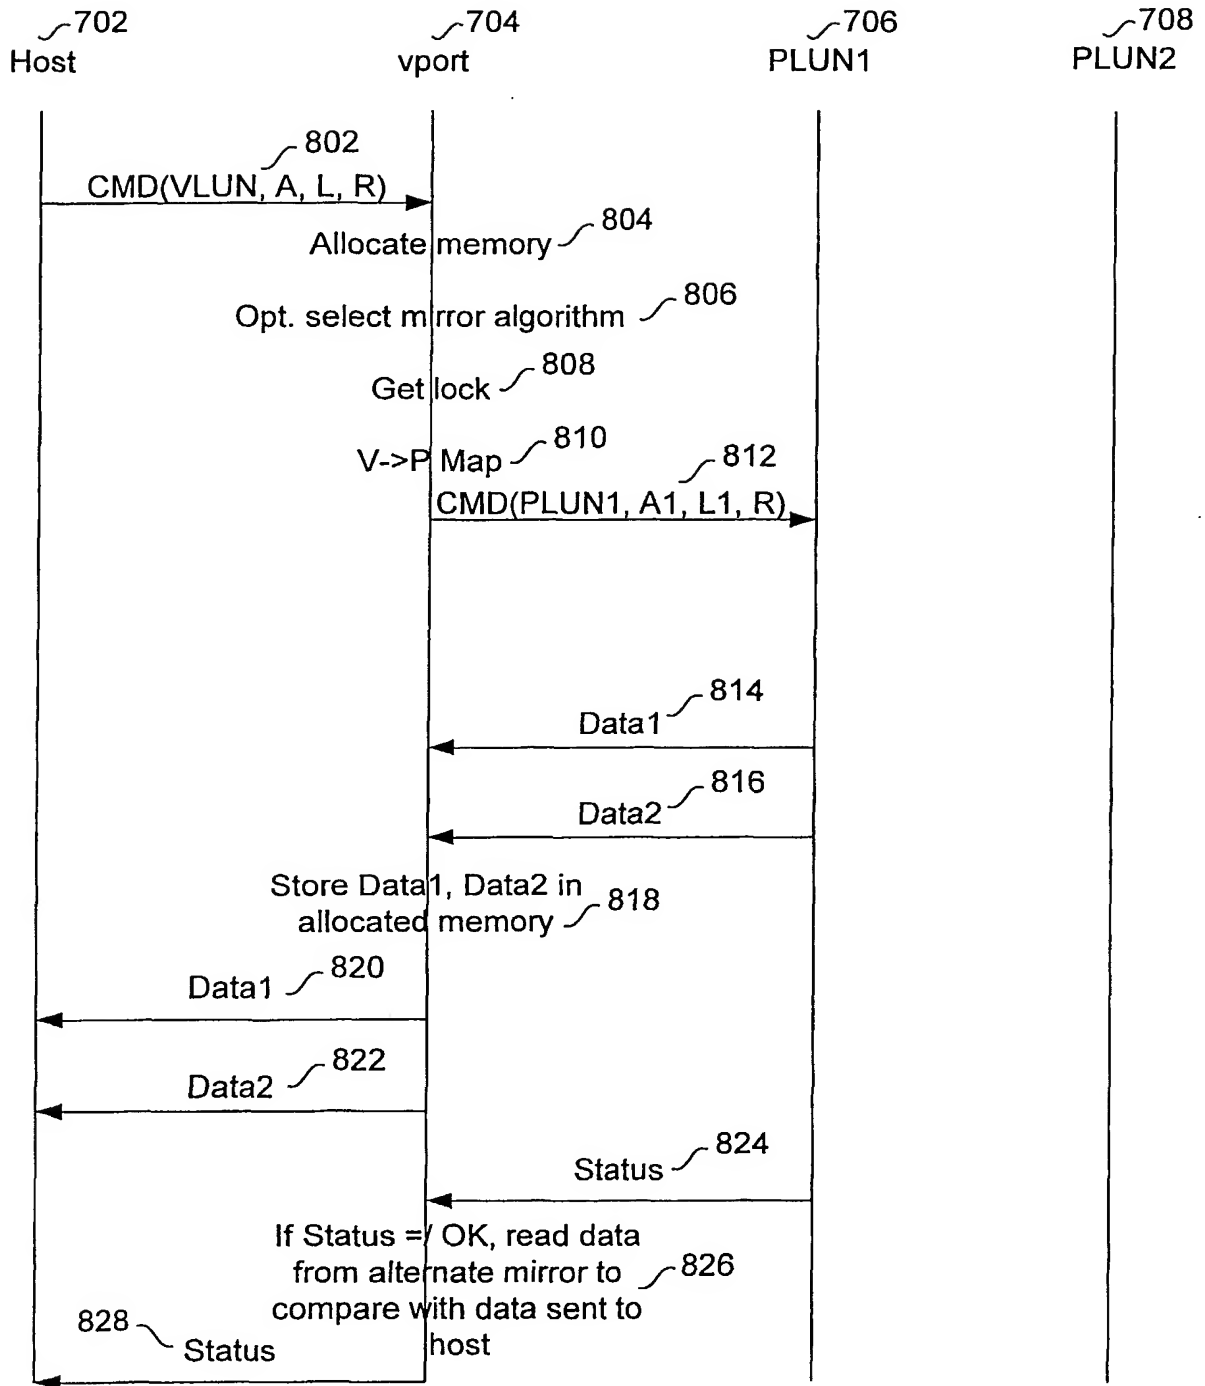 702
704
706
708
Host
vport
PLUN1
PLUN2
802
CMD(VLUN, A, L, R)
804
Allocate memory
806
Opt. select mirror algorithm
808
Get lock
810
V->P Map
812
CMD(PLUN1, A1, L1, R)
814
Data1
816
Data2
Store Data1, Data2 in
allocated memory
818
820
Data1
822
Data2
824
Status
If Status =/ OK, read data
from alternate mirror to
826
compare with data sent to
host
828
Status